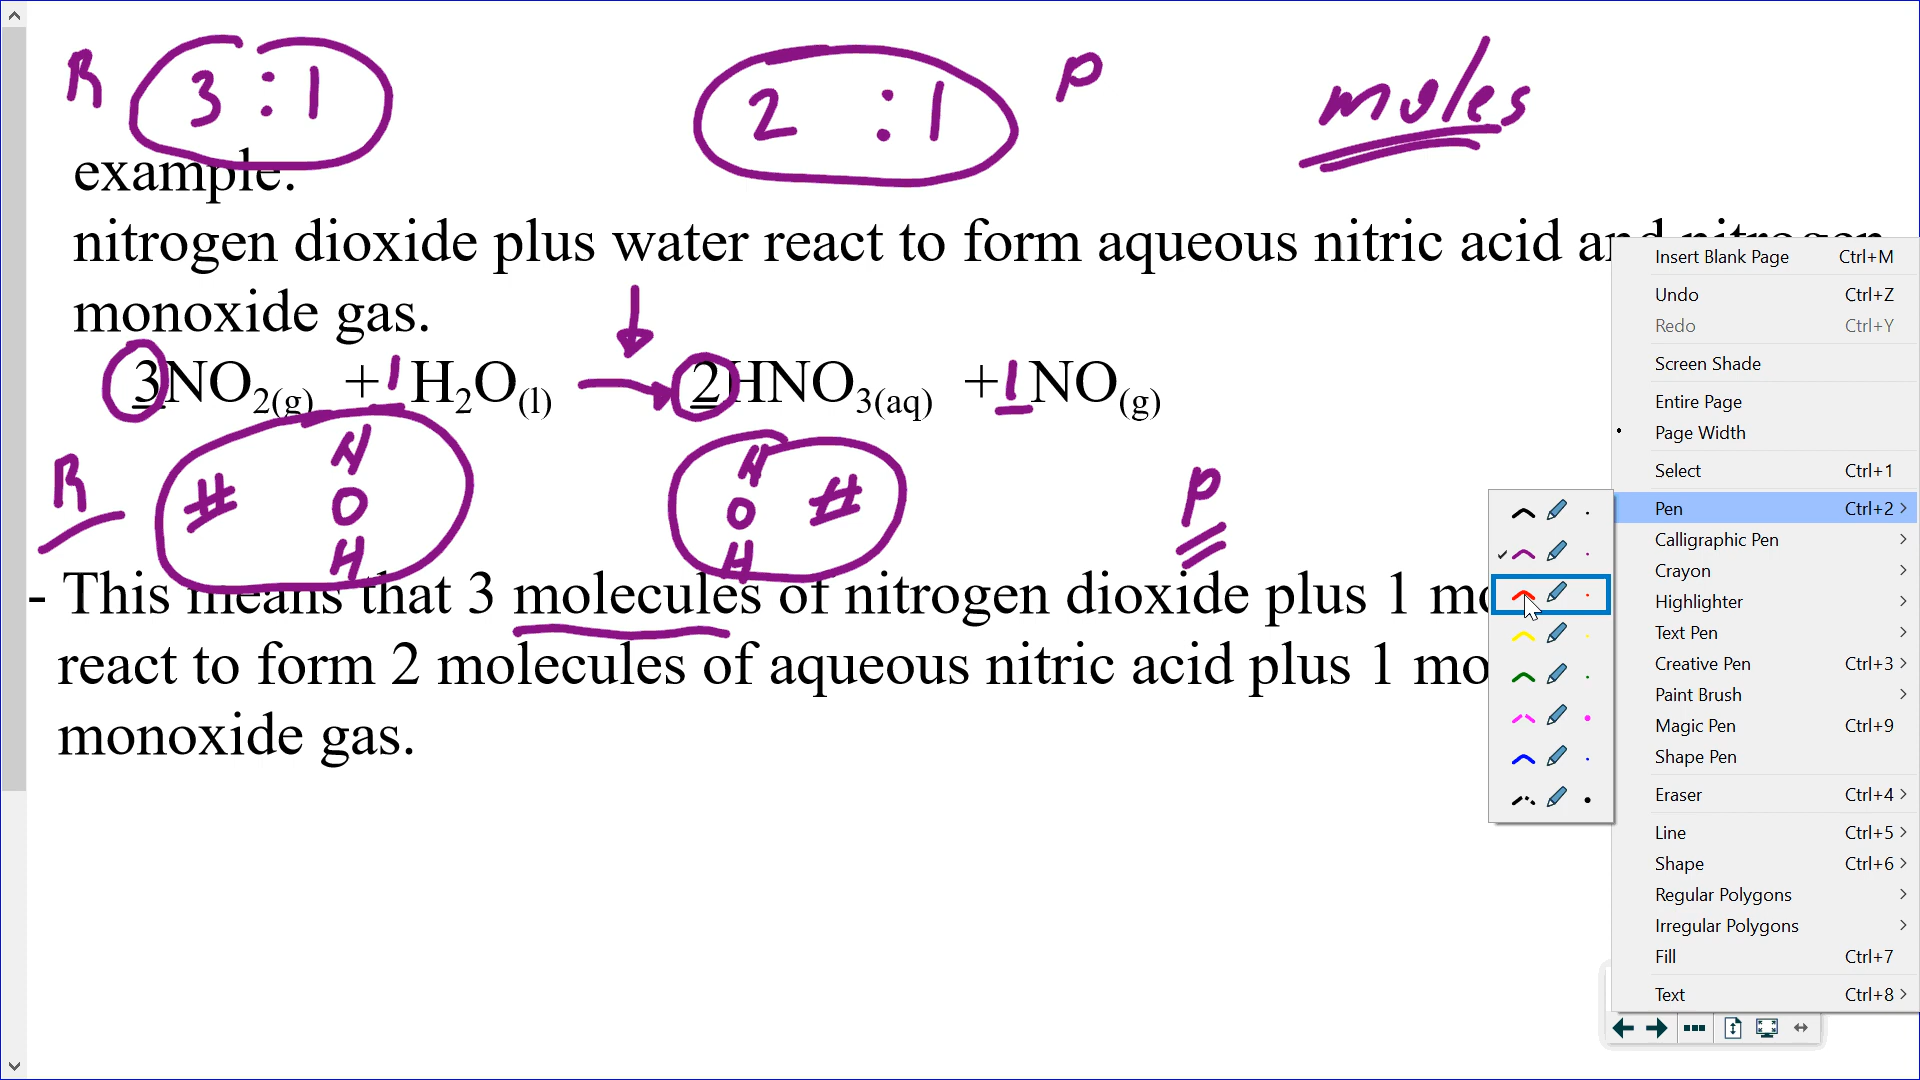 R 3 : 1 2 : 1 P moles
example:
nitrogen dioxide plus water react to form aqueous nitric acid and nitrogen
monoxide gas.
3NO2(g) + 1 H2O(l) → 2HNO3(aq) + 1 NO(g)
R # N O H N O H # P
- This means that 3 molecules of nitrogen dioxide plus 1
react to form 2 molecules of aqueous nitric acid plus 1
monoxide gas.
Insert Blank Page Ctrl+M
Undo Ctrl+Z
Redo Ctrl+Y
Screen Shade
Entire Page
Page Width
Select Ctrl+1
Pen Ctrl+2
Calligraphic Pen
Crayon
Highlighter
Text Pen
Creative Pen Ctrl+3
Paint Brush
Magic Pen Ctrl+9
Shape Pen
Eraser Ctrl+4
Line Ctrl+5
Shape Ctrl+6
Regular Polygons
Irregular Polygons
Fill Ctrl+7
Text Ctrl+8